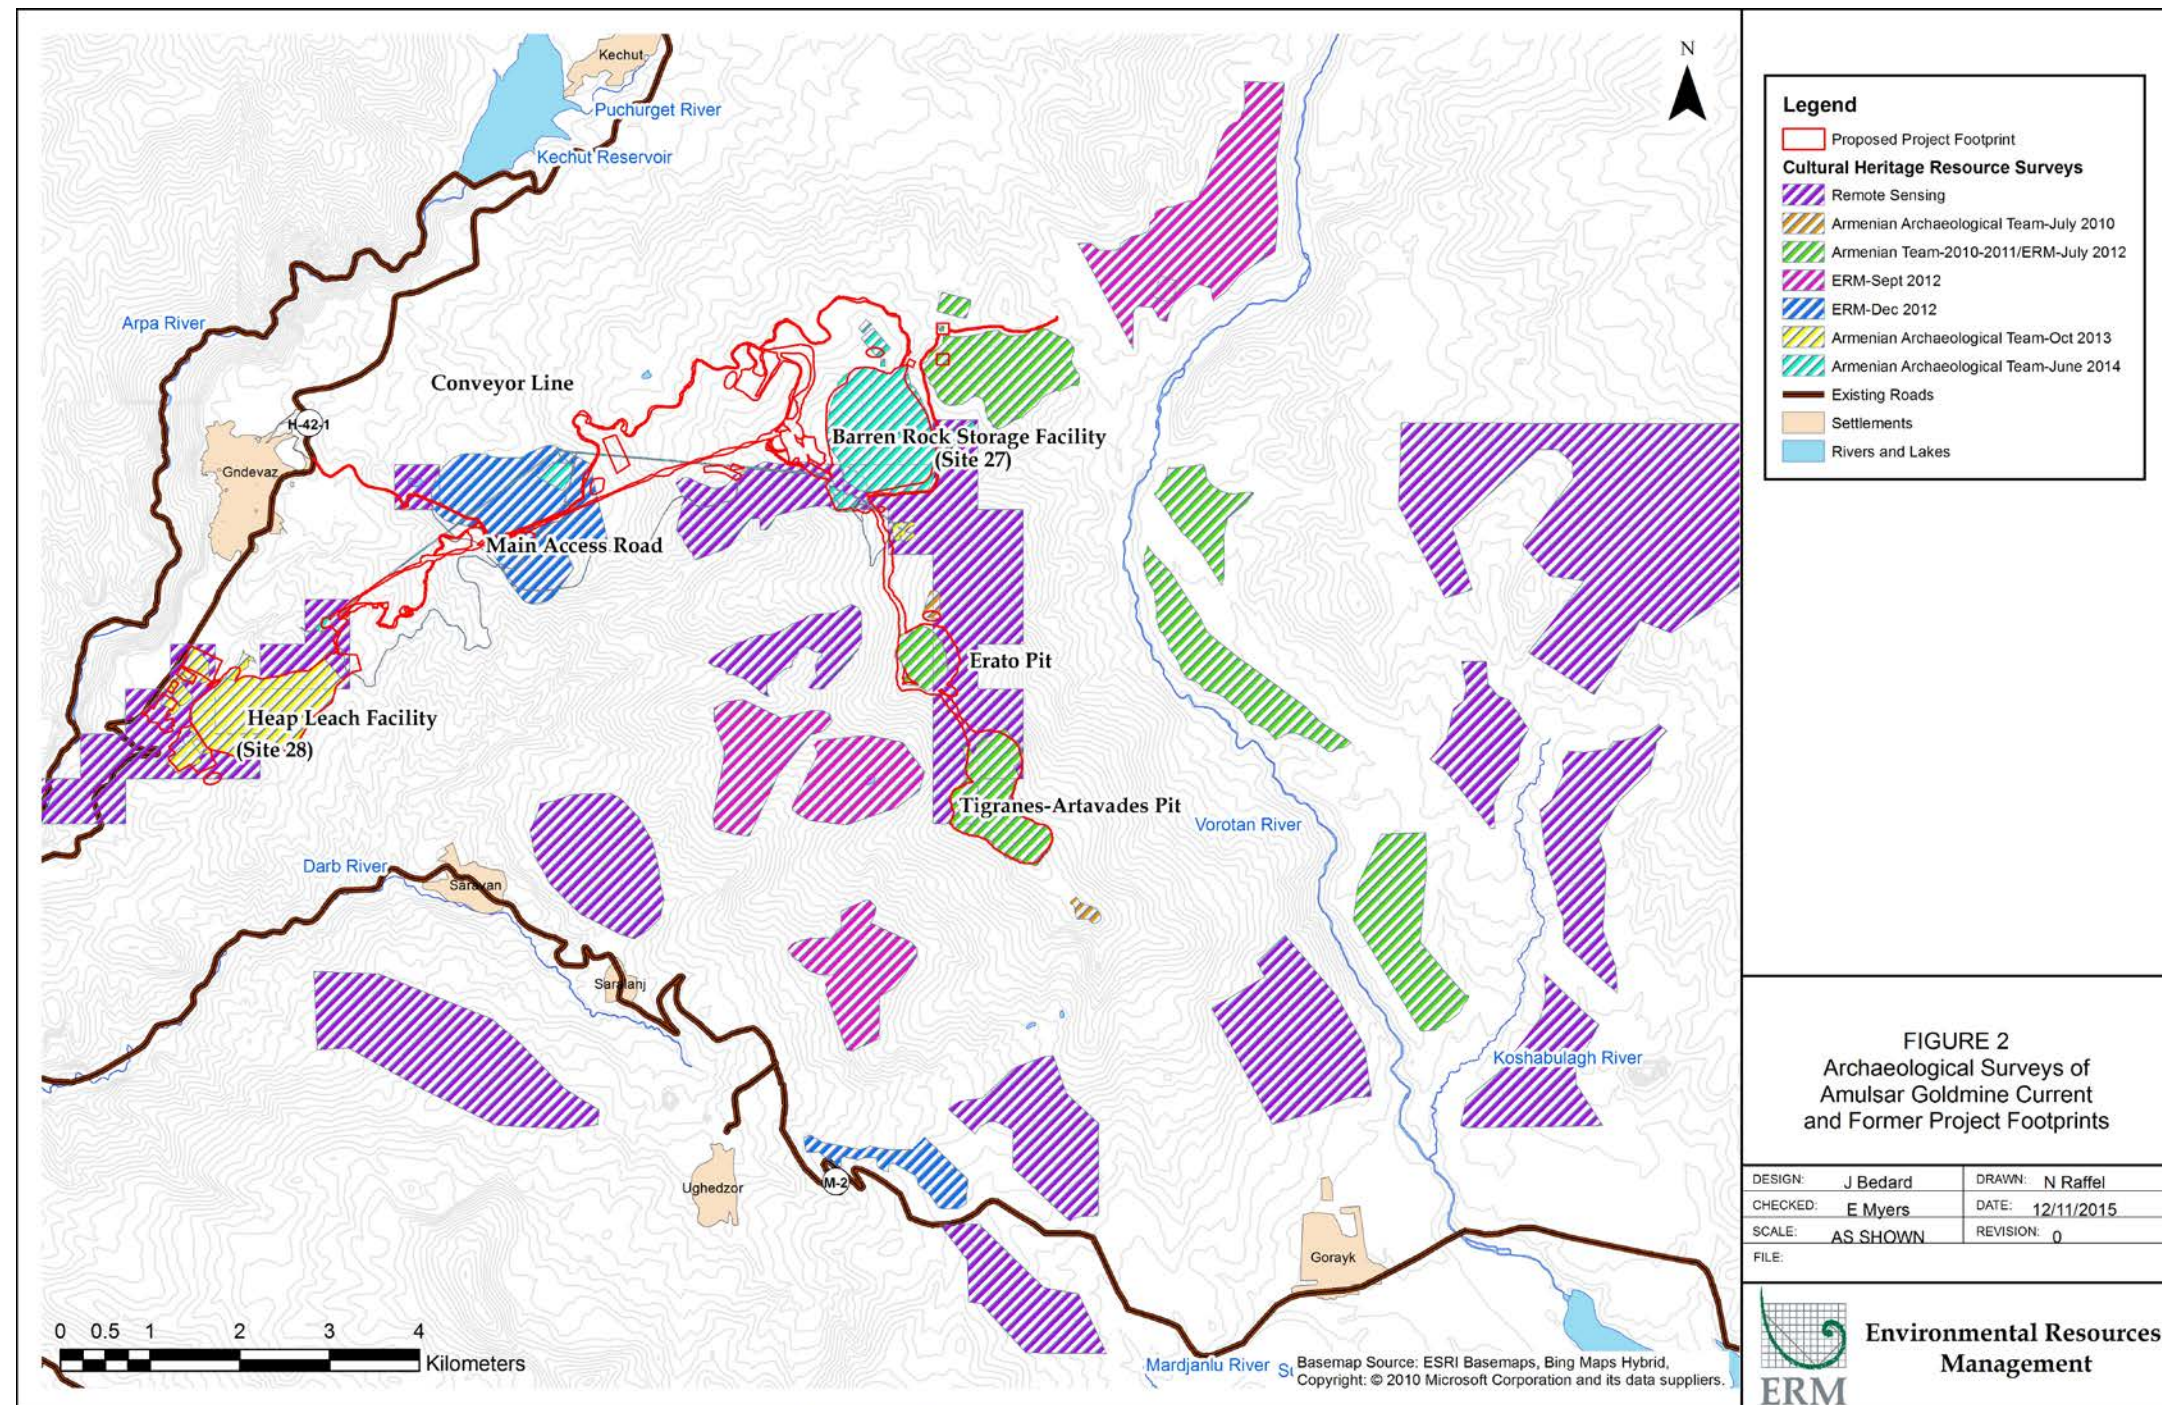 Kechut
Puchurget River
Kechut Reservoir
N
Arpa River
Conveyor Line
H-42-1
Gndevaz
Barren Rock Storage Facility
(Site 27)
Main Access Road
Erato Pit
Heap Leach Facility
(Site 28)
Tigranes-Artavades Pit
Vorotan River
Darb River
Saravan
Saralanj
Koshabulagh River
Ughedzor
M-2
Gorayk
0 0.5 1 2 3 4
Kilometers
Mardjanlu River
Basemap Source: ESRI Basemaps, Bing Maps Hybrid,
Copyright: © 2010 Microsoft Corporation and its data suppliers.
Legend
Proposed Project Footprint
Cultural Heritage Resource Surveys
Remote Sensing
Armenian Archaeological Team-July 2010
Armenian Team-2010-2011/ERM-July 2012
ERM-Sept 2012
ERM-Dec 2012
Armenian Archaeological Team-Oct 2013
Armenian Archaeological Team-June 2014
Existing Roads
Settlements
Rivers and Lakes
FIGURE 2
Archaeological Surveys of
Amulsar Goldmine Current
and Former Project Footprints
DESIGN: J Bedard DRAWN: N Raffel
CHECKED: E Myers DATE: 12/11/2015
SCALE: AS SHOWN REVISION: 0
FILE:
Environmental Resources
Management
ERM